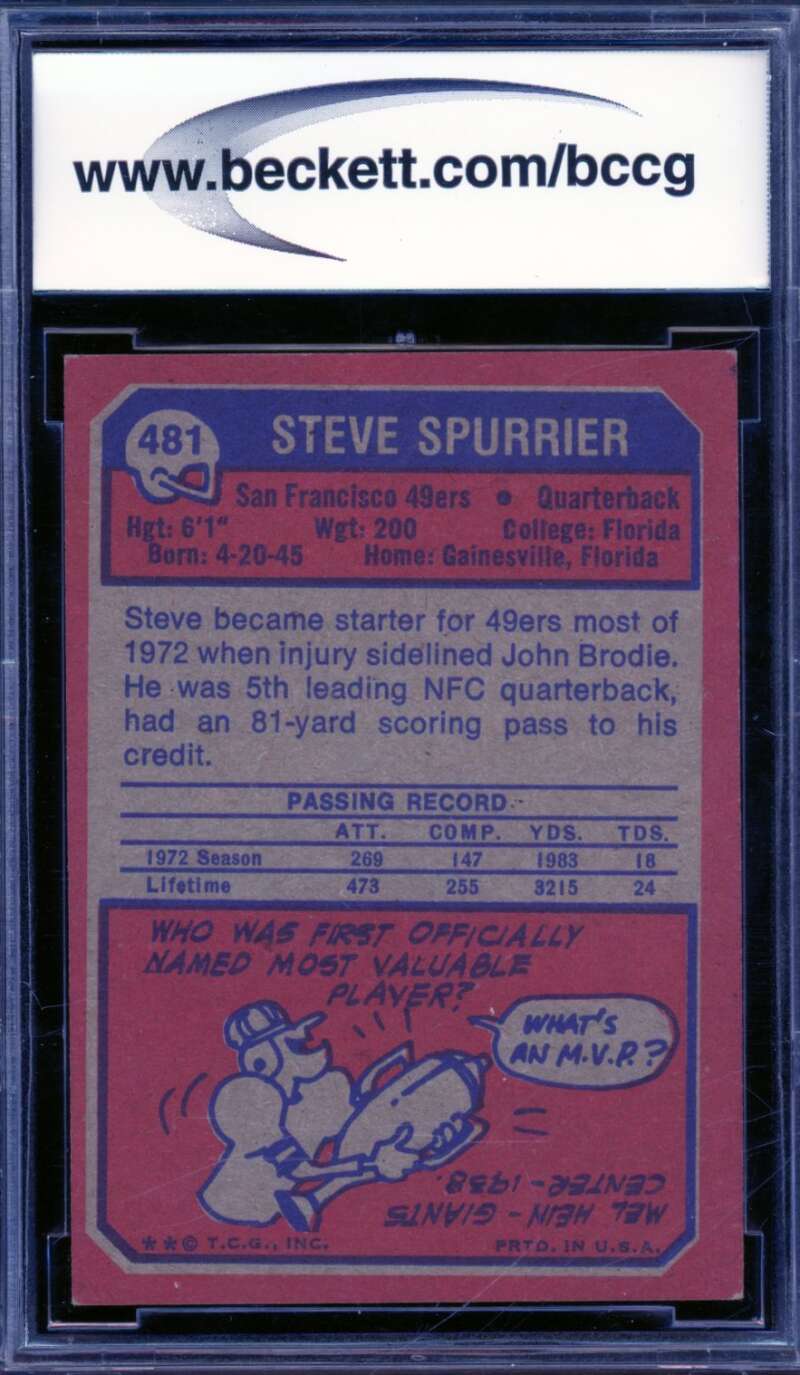 www.beckett.com/bccg
481
STEVE SPURRIER
San Francisco 49ers • Quarterback
Hgt: 6'1" Wgt: 200 College: Florida
Born: 4-20-45 Home: Gainesville, Florida
Steve became starter for 49ers most of
1972 when injury sidelined John Brodie.
He was 5th leading NFC quarterback,
had an 81-yard scoring pass to his
credit.
PASSING RECORD
ATT. COMP. YDS. TDS.
1972 Season 269 147 1983 18
Lifetime 473 255 3215 24
WHO WAS FIRST OFFICIALLY
NAMED MOST VALUABLE
PLAYER?
WHAT'S
AN M.V.P.?
MEL HEIN - GIANTS
CENTER - 1938.
** © T.C.G., INC. PRTD. IN U.S.A.